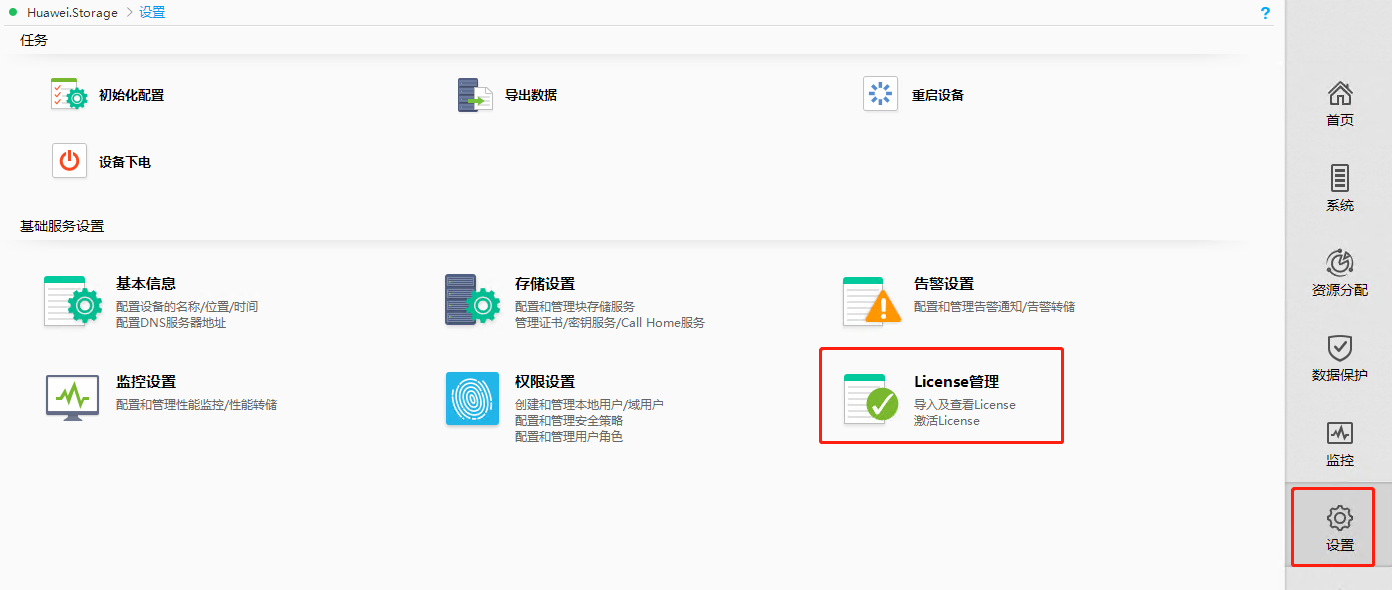 Huawei.Storage > 设置
?
任务
初始化配置
导出数据
重启设备
设备下电
基础服务设置
基本信息
配置设备的名称/位置/时间
配置DNS服务器地址
存储设置
配置和管理块存储服务
管理证书/密钥服务/Call Home服务
告警设置
配置和管理告警通知/告警转储
监控设置
配置和管理性能监控/性能转储
权限设置
创建和管理本地用户/域用户
配置和管理安全策略
配置和管理用户角色
License管理
导入及查看License
激活License
首页
系统
资源分配
数据保护
监控
设置